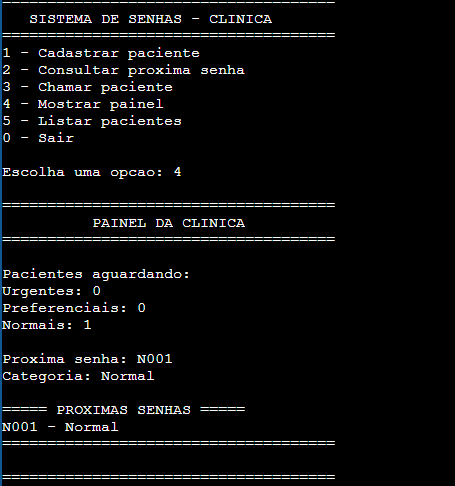 =====================================
SISTEMA DE SENHAS - CLINICA
=====================================
1 - Cadastrar paciente
2 - Consultar proxima senha
3 - Chamar paciente
4 - Mostrar painel
5 - Listar pacientes
0 - Sair
Escolha uma opcao: 4
=====================================
PAINEL DA CLINICA
=====================================
Pacientes aguardando:
Urgentes: 0
Preferenciais: 0
Normais: 1
Proxima senha: N001
Categoria: Normal
===== PROXIMAS SENHAS =====
N001 - Normal
=====================================
=====================================